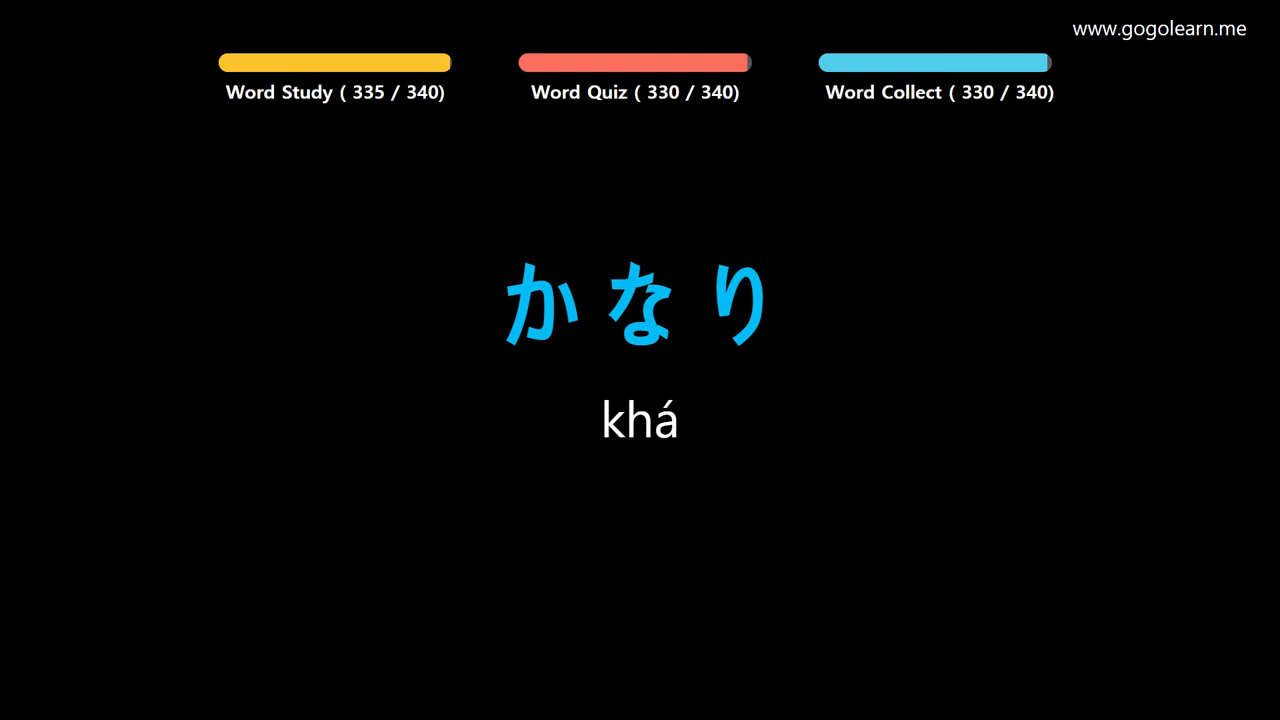 www.gogolearn.me
Word Study ( 335 / 340)
Word Quiz ( 330 / 340)
Word Collect ( 330 / 340)
かなり
khá